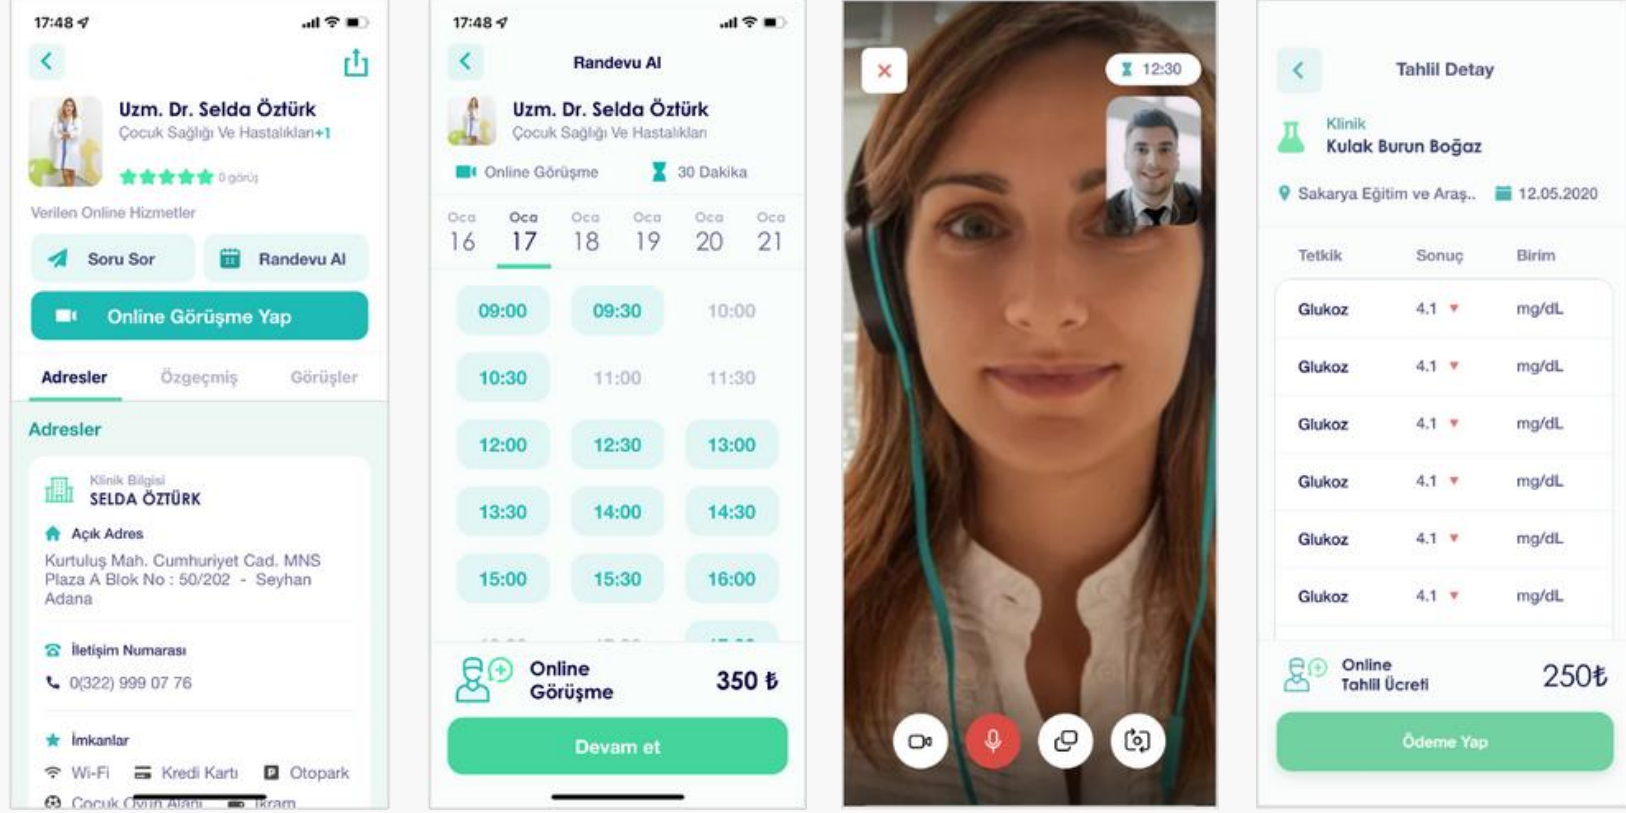 17:48
Uzm. Dr. Selda Öztürk
Çocuk Sağlığı Ve Hastalıkları+1
0 görüş
Verilen Online Hizmetler
Soru Sor
Randevu Al
Online Görüşme Yap
Adresler
Özgeçmiş
Görüşler
Adresler
Klinik Bilgisi
SELDA ÖZTÜRK
Açık Adres
Kurtuluş Mah. Cumhuriyet Cad. MNS
Plaza A Blok No : 50/202 - Seyhan
Adana
İletişim Numarası
0(322) 999 07 76
İmkanlar
Wi-Fi
Kredi Kartı
Otopark
Çocuk Oyun Alanı
İkram
17:48
Randevu Al
Uzm. Dr. Selda Öztürk
Çocuk Sağlığı Ve Hastalıkları
Online Görüşme
30 Dakika
Oca Oca Oca Oca Oca Oca
16 17 18 19 20 21
09:00 09:30 10:00
10:30 11:00 11:30
12:00 12:30 13:00
13:30 14:00 14:30
15:00 15:30 16:00
Online
Görüşme
350 ₺
Devam et
12:30
Tahlil Detay
Klinik
Kulak Burun Boğaz
Sakarya Eğitim ve Araş..
12.05.2020
Tetkik Sonuç Birim
Glukoz 4.1 mg/dL
Glukoz 4.1 mg/dL
Glukoz 4.1 mg/dL
Glukoz 4.1 mg/dL
Glukoz 4.1 mg/dL
Glukoz 4.1 mg/dL
Online
Tahlil Ücreti
250₺
Ödeme Yap